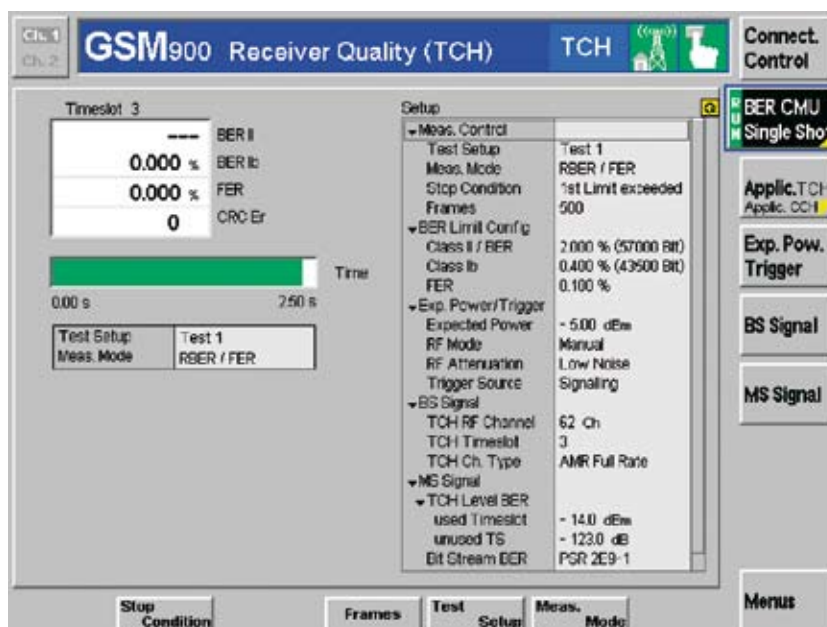 Ch. 1
Ch. 2
GSM900 Receiver Quality (TCH) TCH
Connect. Control
Timeslot 3
--- BER II
0.000 % BER Ib
0.000 % FER
0 CRC Er
Time
0.00 s 2.50 s
Test Setup Test 1
Meas. Mode RBER / FER
Setup
Meas. Control
Test Setup Test 1
Meas. Mode RBER / FER
Stop Condition 1st Limit exceeded
Frames 500
BER Limit Config
Class II / BER 2.000 % (57000 Bit)
Class Ib 0.400 % (43500 Bit)
FER 0.100 %
Exp. Power/Trigger
Expected Power - 5.00 dBm
RF Mode Manual
RF Attenuation Low Noise
Trigger Source Signaling
BS Signal
TCH RF Channel 62 Ch
TCH Timeslot 3
TCH Ch. Type AMR Full Rate
MS Signal
TCH Level BER
used Timeslot - 14.0 dBm
unused TS - 123.0 dB
Bit Stream BER PSR 2E9-1
RUN
BER CMU
Single Shot
Applic.TCH
Applic. CCH
Exp. Pow.
Trigger
BS Signal
MS Signal
Menus
Stop Condition
Frames
Test Setup
Meas. Mode